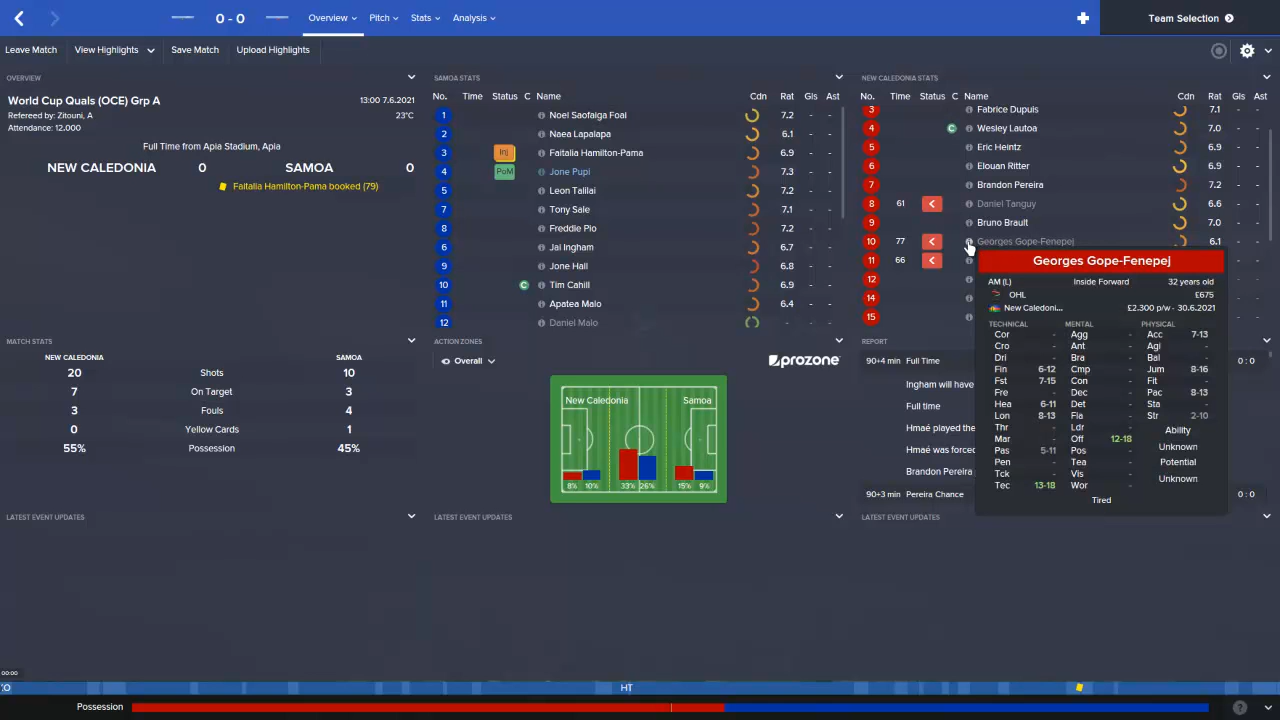 0 - 0
Overview
Pitch
Stats
Analysis
Team Selection
Leave Match
View Highlights
Save Match
Upload Highlights
OVERVIEW
World Cup Quals (OCE) Grp A
13:00 7.6.2021
Refereed by: Zitouni, A
23°C
Attendance: 12.000
Full Time from Apia Stadium, Apia
NEW CALEDONIA 0 SAMOA 0
Faitalia Hamilton-Pama booked (79)
MATCH STATS
NEW CALEDONIA SAMOA
20 Shots 10
7 On Target 3
3 Fouls 4
0 Yellow Cards 1
55% Possession 45%
LATEST EVENT UPDATES
SAMOA STATS
No. Time Status C Name Cdn Rat Gls Ast
1 Noel Saofaiga Foai 7.2 - -
2 Naea Lapalapa 6.1 - -
3 Inj Faitalia Hamilton-Pama 6.9 - -
4 PoM Jone Pupi 7.3 - -
5 Leon Talilai 7.2 - -
7 Tony Sale 7.1 - -
8 Freddie Pio 7.2 - -
6 Jai Ingham 6.7 - -
9 Jone Hall 6.8 - -
10 C Tim Cahill 6.9 - -
11 Apatea Malo 6.4 - -
12 Daniel Malo - - -
ACTION ZONES
Overall
prozone
New Caledonia Samoa
8% 10% 33% 26% 15% 9%
LATEST EVENT UPDATES
NEW CALEDONIA STATS
No. Time Status C Name Cdn Rat Gls Ast
3 Fabrice Dupuis 7.1 - -
4 C Wesley Lautoa 7.0 - -
5 Eric Heintz 6.9 - -
6 Elouan Ritter 6.9 - -
7 Brandon Pereira 7.2 - -
8 61 Daniel Tanguy 6.6 - -
9 Bruno Brault 7.0 - -
10 77 Georges Gope-Fenepej 6.1 - -
11 66
12
14
15
Georges Gope-Fenepej
AM (L) Inside Forward 32 years old
OHL £675
New Caledoni... £2.300 p/w - 30.6.2021
TECHNICAL MENTAL PHYSICAL
Cor - Agg - Acc 7-13
Cro - Ant - Agi -
Dri - Bra - Bal -
Fin 6-12 Cmp - Jum 8-16
Fst 7-15 Con - Fit -
Fre - Dec - Pac 8-13
Hea 6-11 Det - Sta -
Lon 8-13 Fla - Str 2-10
Thr - Ldr - Ability
Mar - Off 12-18 Unknown
Pas 5-11 Pos - Potential
Pen - Tea - Unknown
Tck - Vis -
Tec 13-18 Wor -
Tired
REPORT
90+4 min Full Time 0 : 0
Ingham will have
Full time
Hmaé played the
Hmaé was forced
Brandon Pereira
90+3 min Pereira Chance 0 : 0
LATEST EVENT UPDATES
00:00
HT
Possession